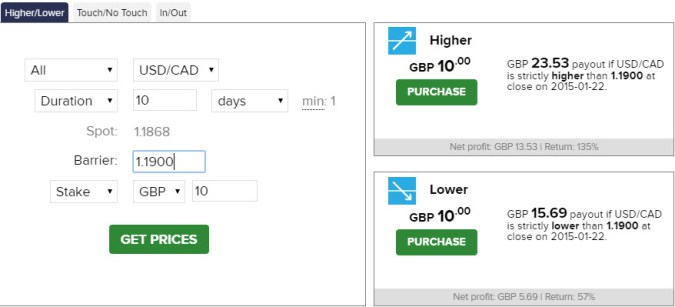 Higher/Lower Touch/No Touch In/Out
All USD/CAD
Duration 10 days min: 1
Spot: 1.1868
Barrier: 1.1900
Stake GBP 10
GET PRICES
Higher
GBP 10.00
PURCHASE
GBP 23.53 payout if USD/CAD
is strictly higher than 1.1900 at
close on 2015-01-22.
Net profit: GBP 13.53 | Return: 135%
Lower
GBP 10.00
PURCHASE
GBP 15.69 payout if USD/CAD
is strictly lower than 1.1900 at
close on 2015-01-22.
Net profit: GBP 5.69 | Return: 57%